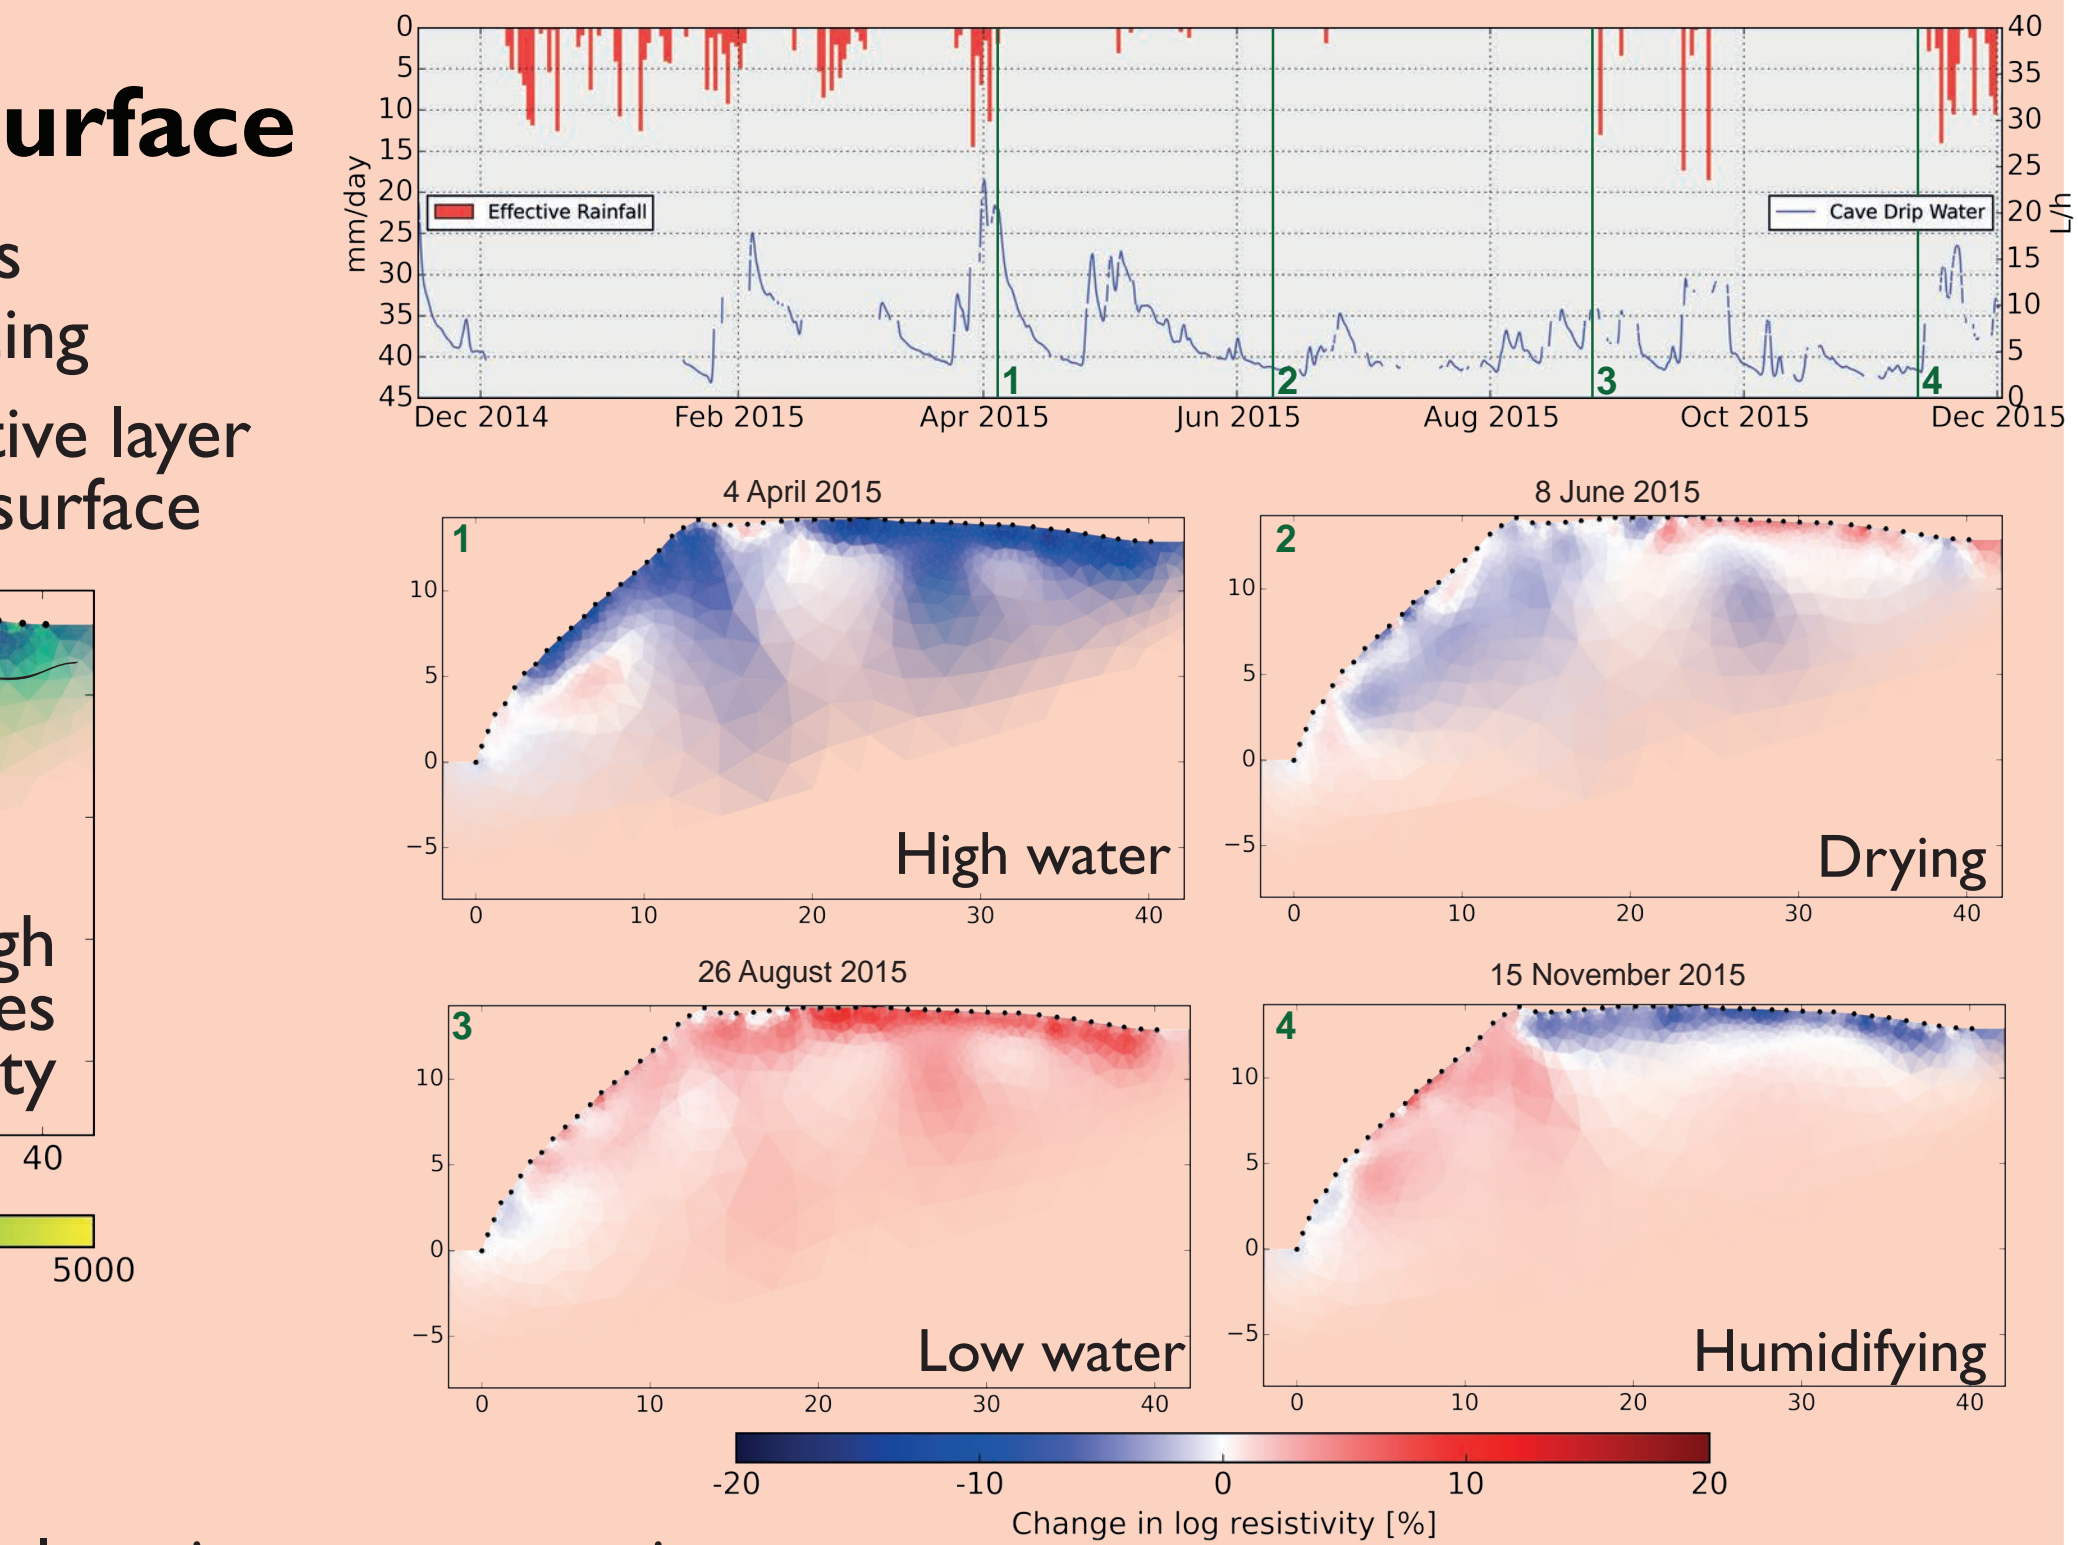 urface
s
ing
tive layer
surface
gh
es
ty
40
5000
0
5
10
15
20
25
30
35
40
45
mm/day
Effective Rainfall
Cave Drip Water
40
35
30
25
20
15
10
5
0
L/h
1
2
3
4
Dec 2014
Feb 2015
Apr 2015
Jun 2015
Aug 2015
Oct 2015
Dec 2015
4 April 2015
1
10
5
0
−5
High water
0
10
20
30
40
8 June 2015
2
10
5
0
−5
Drying
0
10
20
30
40
26 August 2015
3
10
5
0
−5
Low water
0
10
20
30
40
15 November 2015
4
10
5
0
−5
Humidifying
0
10
20
30
40
-20
-10
0
10
20
Change in log resistivity [%]